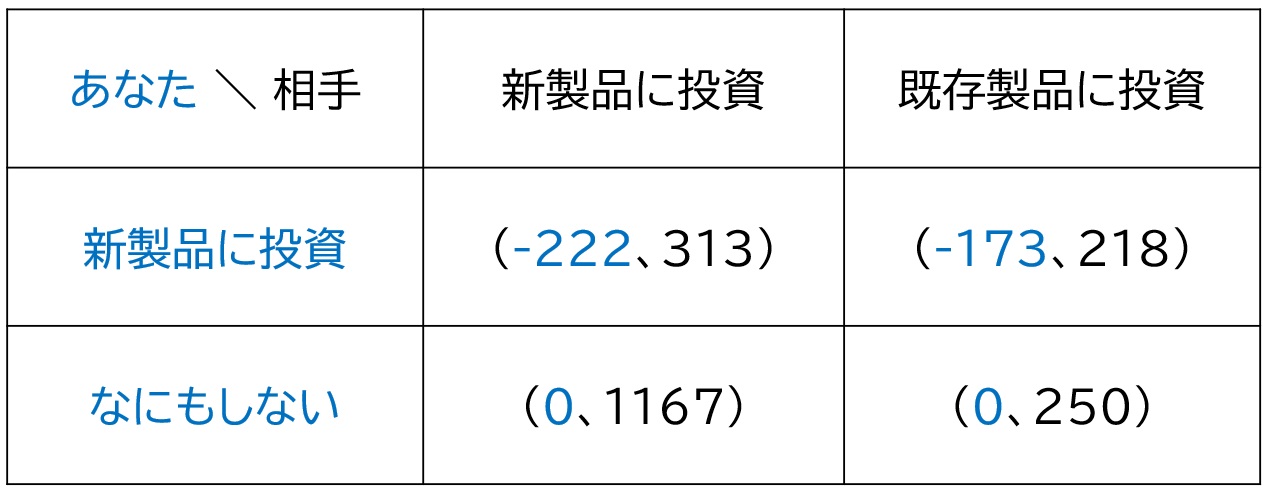 あなた ＼ 相手 新製品に投資 既存製品に投資
新製品に投資 （-222、313） （-173、218）
なにもしない （0、1167） （0、250）